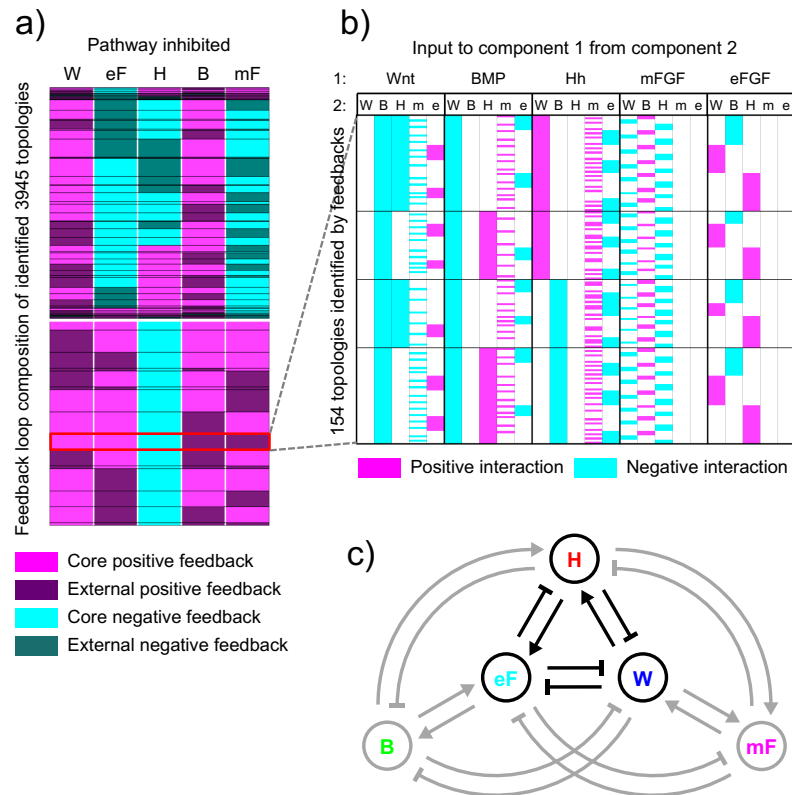 a)
Pathway inhibited
W eF H B mF
Feedback loop composition of identified 3945 topologies
Core positive feedback
External positive feedback
Core negative feedback
External negative feedback
b)
Input to component 1 from component 2
1: Wnt BMP Hh mFGF eFGF
2: W B H m e W B H m e W B H m e W B H m e W B H m e
154 topologies identified by feedbacks
Positive interaction Negative interaction
c)
H
eF W
B mF